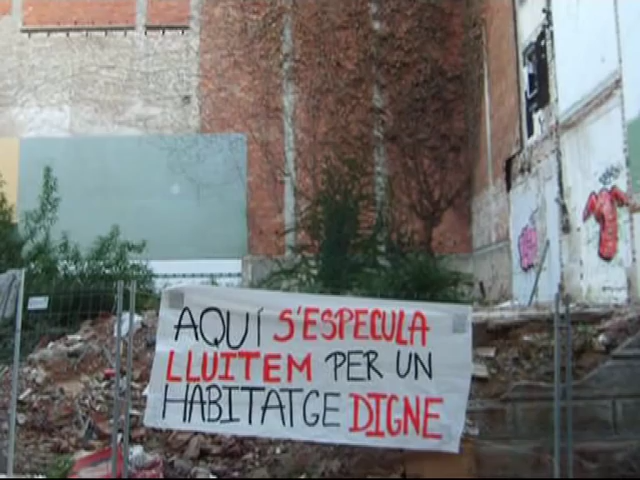 AQUÍ S'ESPECULA
LLUITEM PER UN
HABITATGE DIGNE